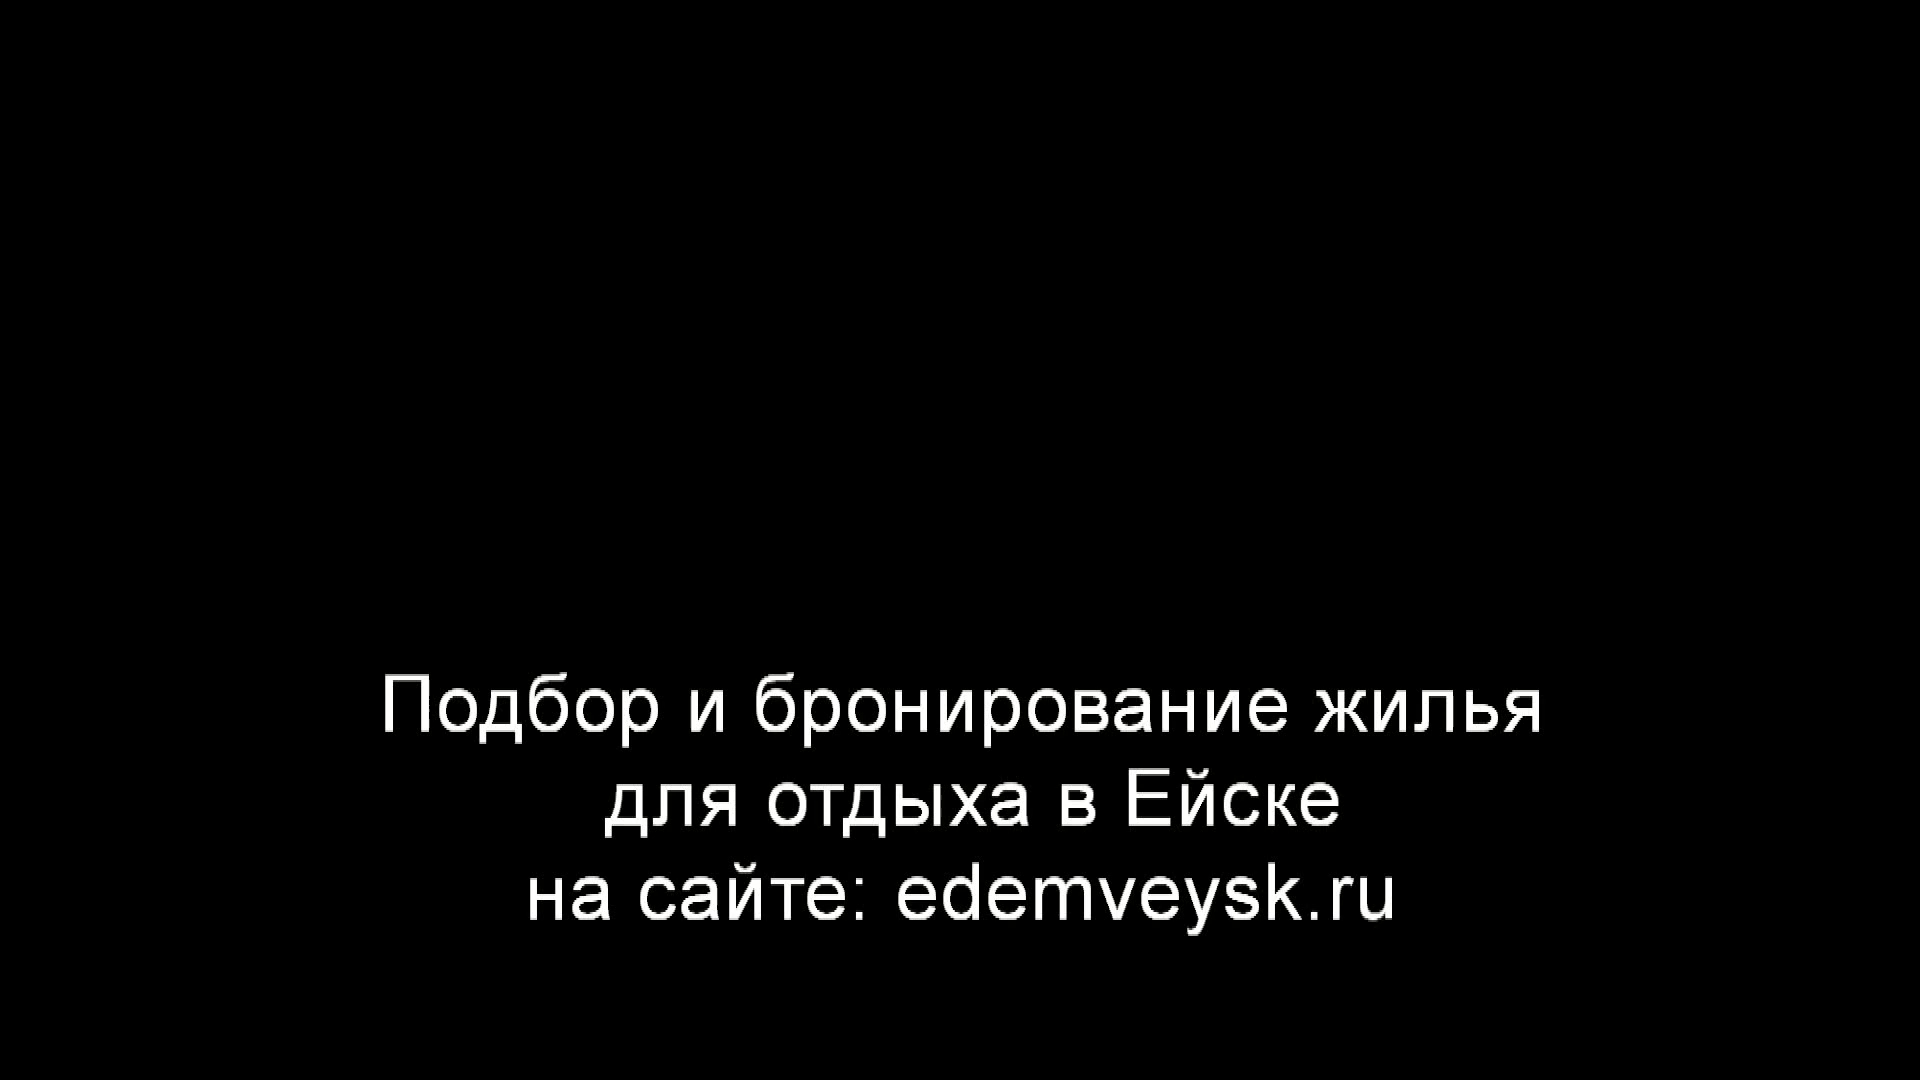 Подбор и бронирование жилья
для отдыха в Ейске
на сайте: edemveysk.ru